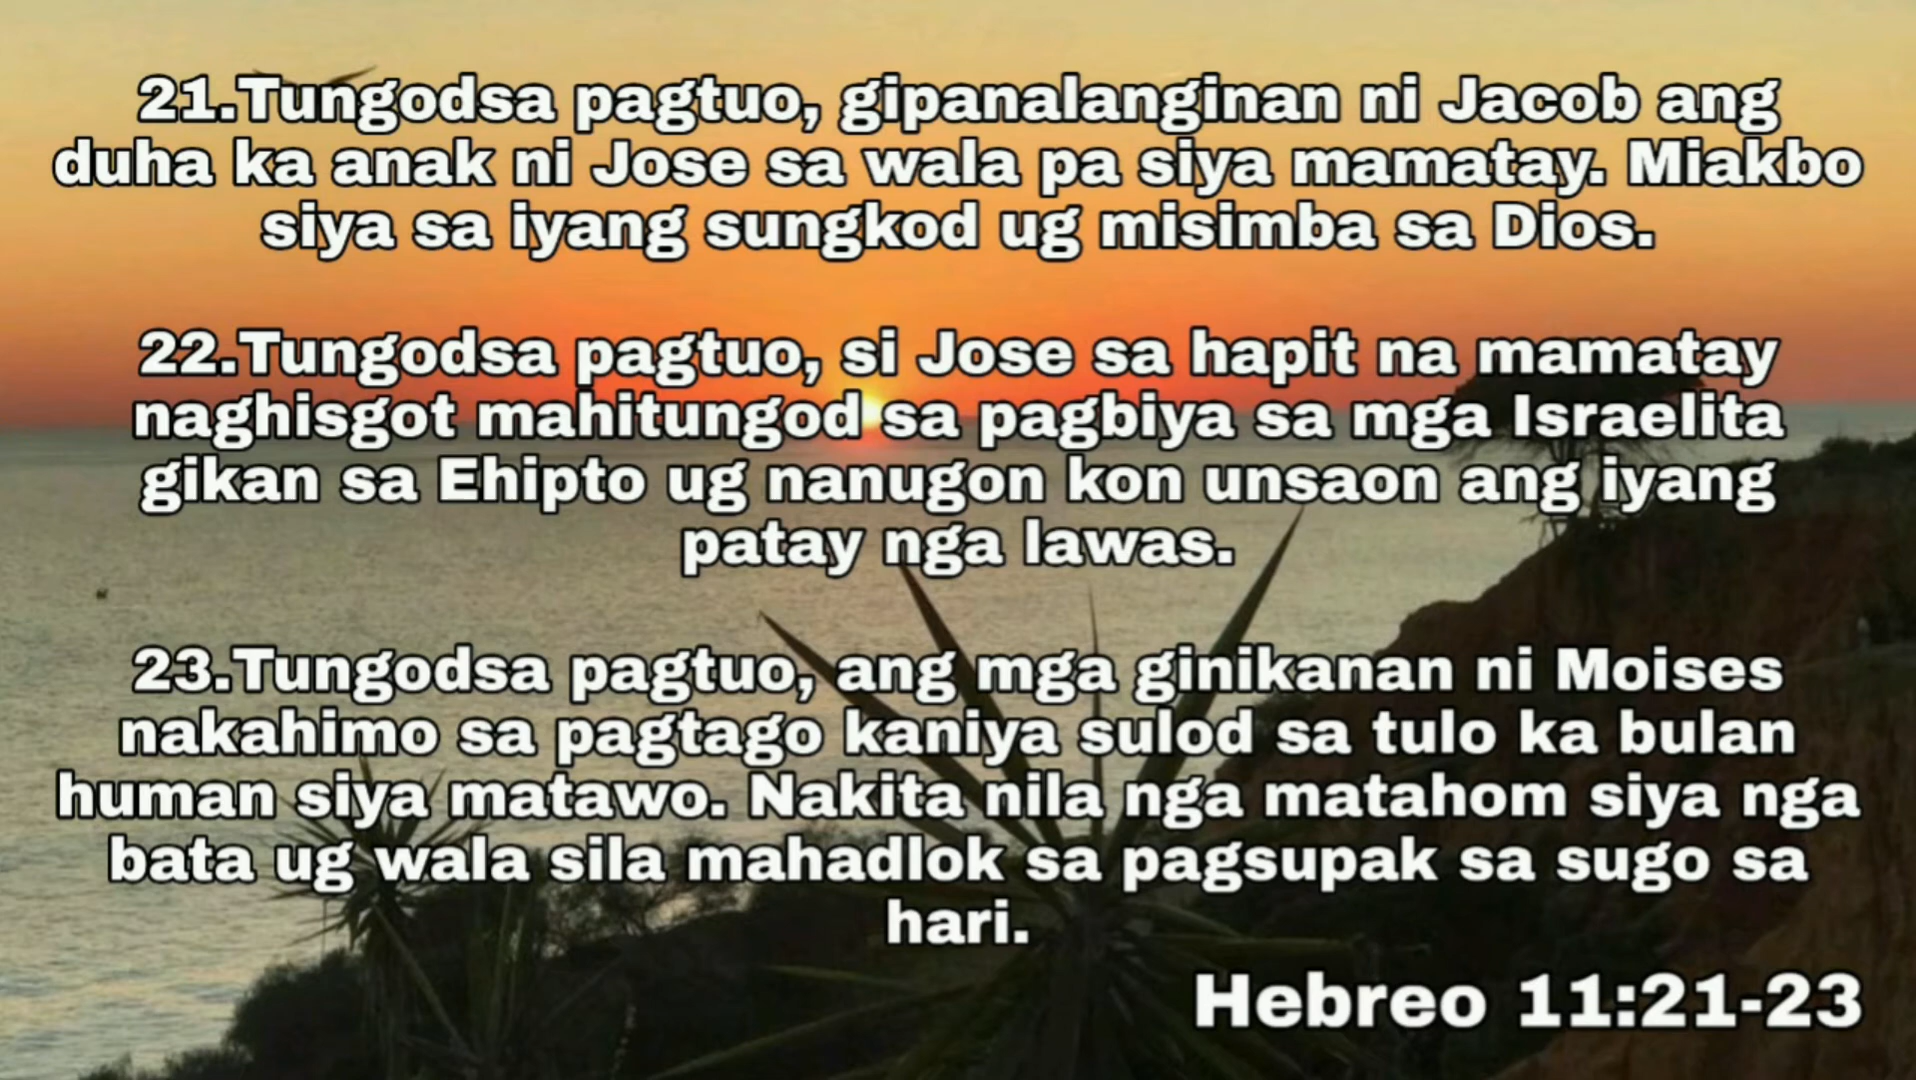 21.Tungodsa pagtuo, gipanalanginan ni Jacob ang
duha ka anak ni Jose sa wala pa siya mamatay. Miakbo
siya sa iyang sungkod ug misimba sa Dios.
22.Tungodsa pagtuo, si Jose sa hapit na mamatay
naghisgot mahitungod sa pagbiya sa mga Israelita
gikan sa Ehipto ug nanugon kon unsaon ang iyang
patay nga lawas.
23.Tungodsa pagtuo, ang mga ginikanan ni Moises
nakahimo sa pagtago kaniya sulod sa tulo ka bulan
human siya matawo. Nakita nila nga matahom siya nga
bata ug wala sila mahadlok sa pagsupak sa sugo sa
hari.
Hebreo 11:21-23